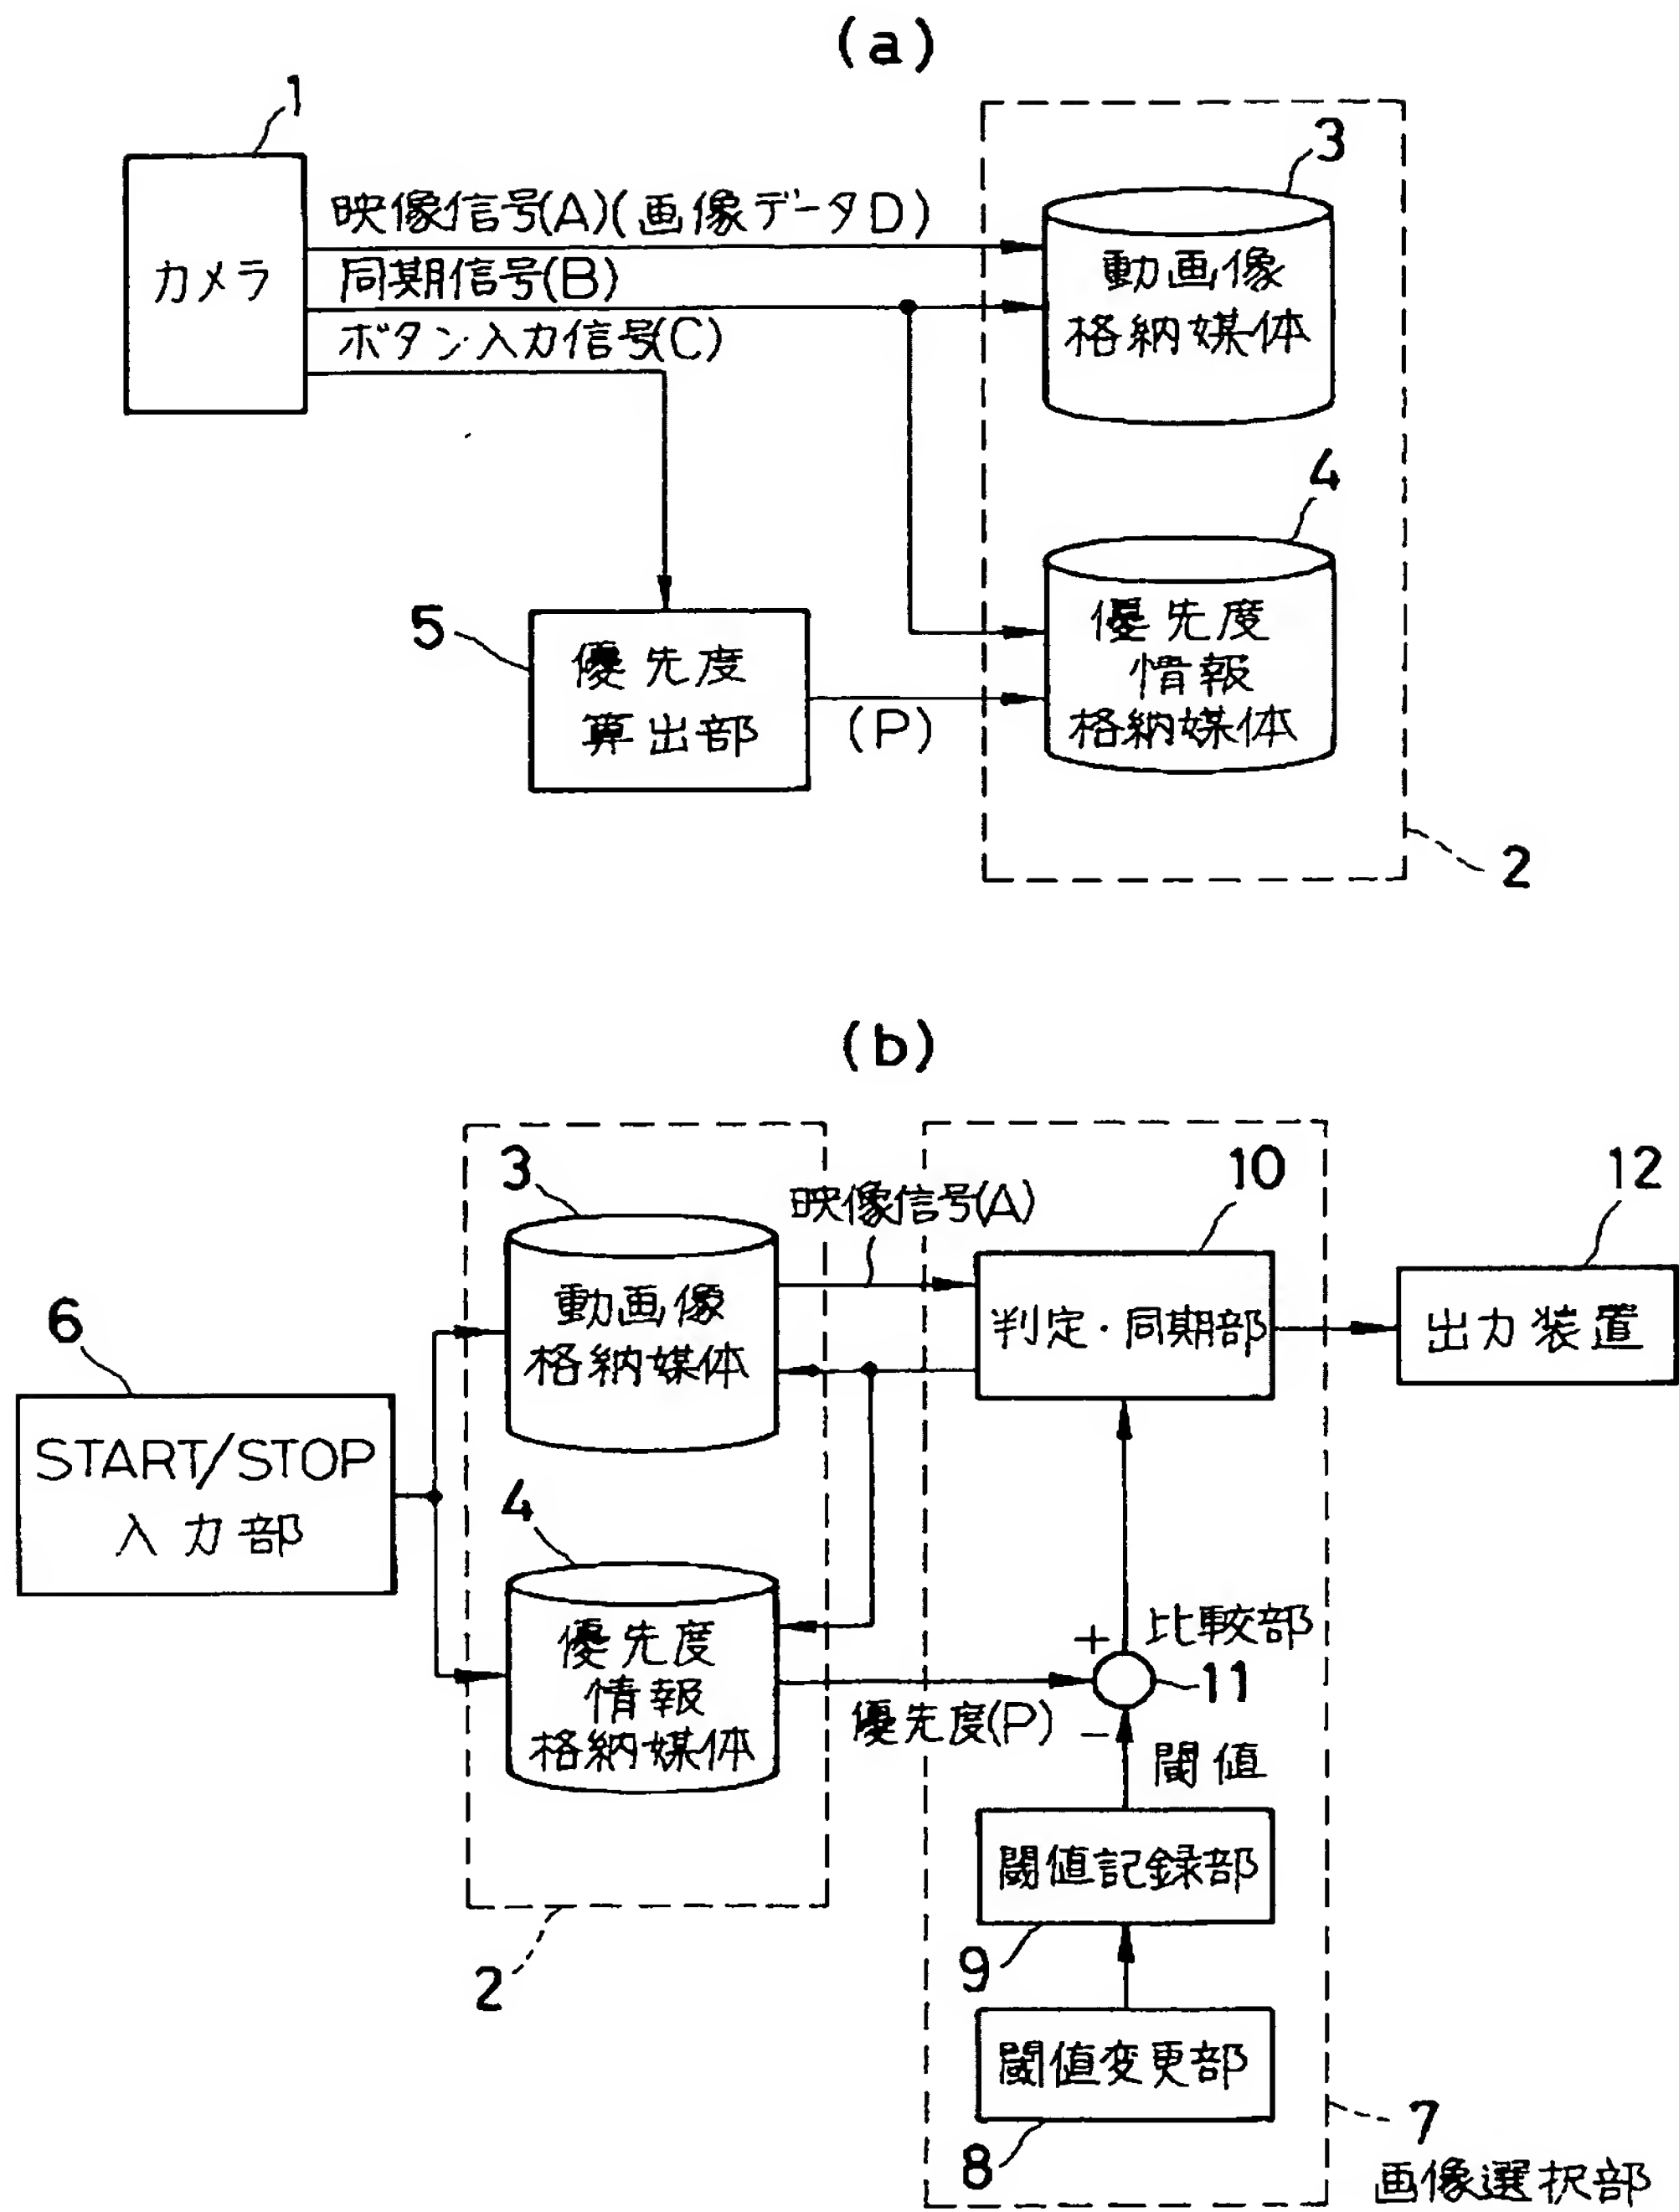 (a)
1
カメラ
映像信号(A)(画像データD)
同期信号(B)
ボタン入力信号(C)
3
動画像
格納媒体
4
優先度
情報
格納媒体
5
優先度
算出部
(P)
2
(b)
3
動画像
格納媒体
映像信号(A)
10
判定・同期部
12
出力装置
6
START/STOP
入力部
4
優先度
情報
格納媒体
優先度(P)
+
比較部
11
−
閾値
閾値記録部
9
2
閾値変更部
8
7
画像選択部